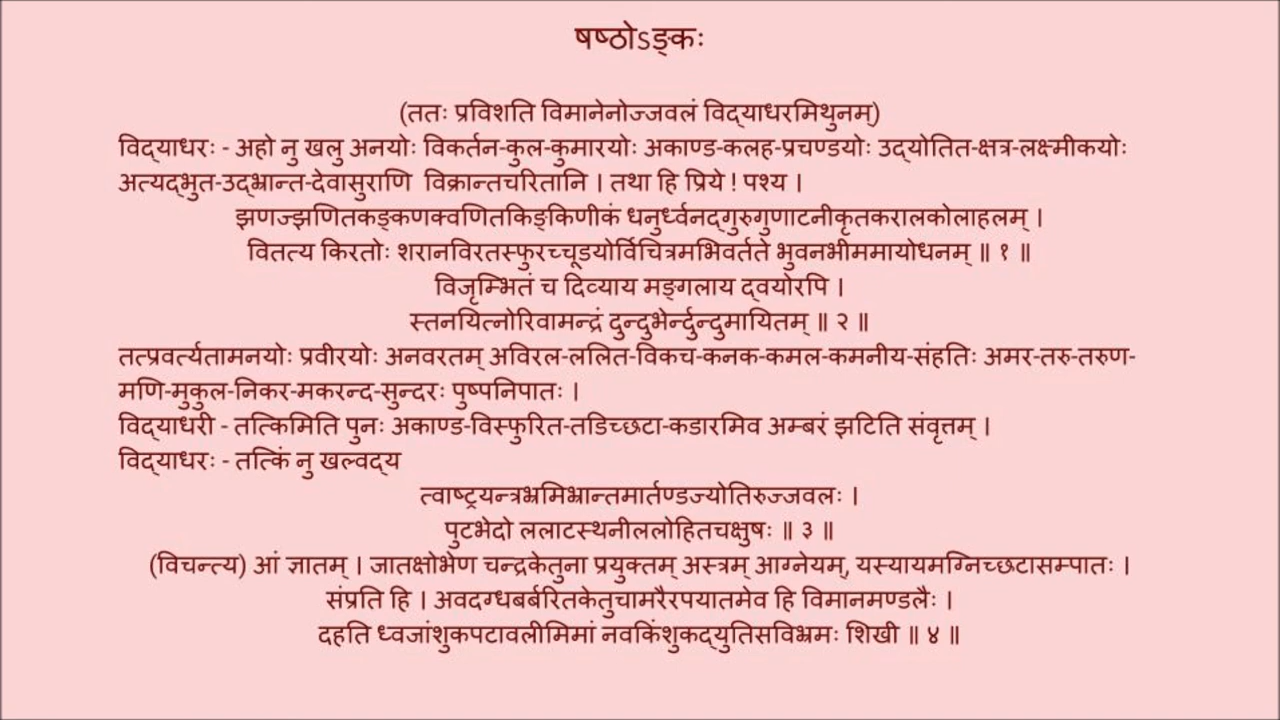 षष्ठोऽङ्कः
(ततः प्रविशति विमानेनोज्जवलं विद्याधरमिथुनम्)
विद्याधरः - अहो नु खलु अनयोः विकर्तन-कुल-कुमारयोः अकाण्ड-कलह-प्रचण्डयोः उद्योतित-क्षत्र-लक्ष्मीकयोः
अत्यद्भुत-उद्भ्रान्त-देवासुराणि विक्रान्तचरितानि । तथा हि प्रिये ! पश्य ।
झणज्झणितकङ्कणक्वणितकिङ्किणीकं धनुर्ध्वनद्गुरुगुणाटनीकृतकरालकोलाहलम् ।
वितत्य किरतोः शरानविरतस्फुरच्चूडयोर्विचित्रमभिवर्तते भुवनभीममायोधनम् ॥ १ ॥
विजृम्भितं च दिव्याय मङ्गलाय द्वयोरपि ।
स्तनयित्नोरिवामन्द्रं दुन्दुभेर्न्दुन्दुमायितम् ॥ २ ॥
तत्प्रवर्त्यतामनयोः प्रवीरयोः अनवरतम् अविरल-ललित-विकच-कनक-कमल-कमनीय-संहतिः अमर-तरु-तरुण-
मणि-मुकुल-निकर-मकरन्द-सुन्दरः पुष्पनिपातः ।
विद्याधरी - तत्किमिति पुनः अकाण्ड-विस्फुरित-तडिच्छटा-कडारमिव अम्बरं झटिति संवृत्तम् ।
विद्याधरः - तत्किं नु खल्वद्य
त्वाष्ट्रयन्त्रभ्रमिभ्रान्तमार्तण्डज्योतिरुज्जवलः ।
पुटभेदो ललाटस्थनीललोहितचक्षुषः ॥ ३ ॥
(विचन्त्य) आं ज्ञातम् । जातक्षोभेण चन्द्रकेतुना प्रयुक्तम् अस्त्रम् आग्नेयम्, यस्यायमग्निच्छटासम्पातः ।
संप्रति हि । अवदग्धबर्बरितकेतुचामरैरपयातमेव हि विमानमण्डलैः ।
दहति ध्वजांशुकपटावलीमिमां नवकिंशुकद्युतिसविभ्रमः शिखी ॥ ४ ॥